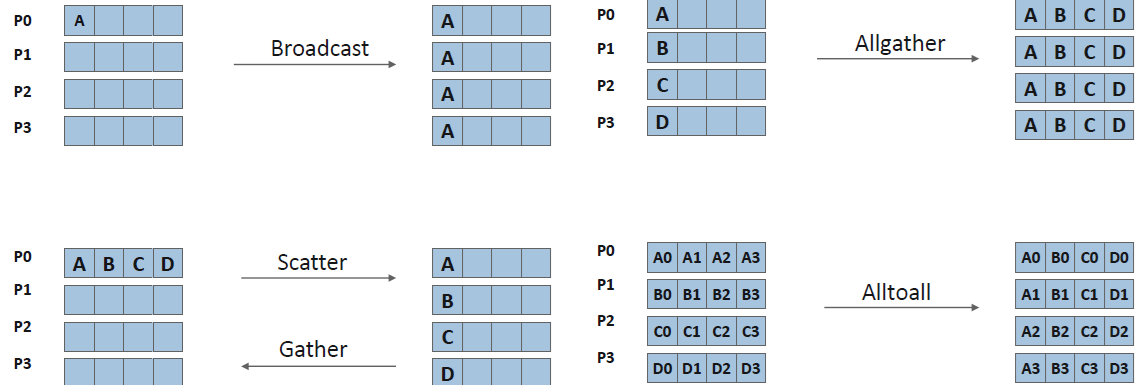 P0 A
P1
P2
P3
Broadcast
A
A
A
A
P0 A
P1 B
P2 C
P3 D
Allgather
A B C D
A B C D
A B C D
A B C D
P0 A B C D
P1
P2
P3
Scatter
Gather
A
B
C
D
P0 A0 A1 A2 A3
P1 B0 B1 B2 B3
P2 C0 C1 C2 C3
P3 D0 D1 D2 D3
Alltoall
A0 B0 C0 D0
A1 B1 C1 D1
A2 B2 C2 D2
A3 B3 C3 D3